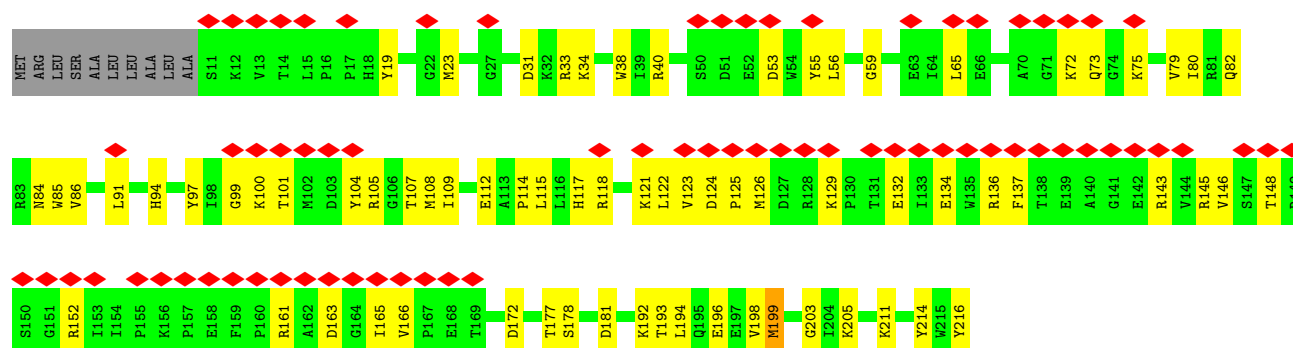 MET ARG LEU SER ALA LEU LEU ALA LEU ALA S11 K12 V13 T14 L15 P16 P17 H18 Y19 G22 M23 G27 D31 K32 R33 K34 W38 I39 R40 S50 D51 E52 D53 W54 Y55 L56 G59 E63 I64 L65 E66 A70 G71 K72 Q73 G74 K75 V79 I80 R81 Q82
R83 N84 W85 V86 L91 H94 Y97 I98 G99 K100 T101 M102 D103 Y104 R105 G106 T107 M108 I109 E112 A113 P114 L115 L116 H117 R118 K121 L122 V123 D124 P125 M126 D127 R128 K129 P130 T131 E132 I133 E134 W135 R136 F137 T138 E139 A140 G141 E142 R143 V144 R145 V146 S147 T148
S150 G151 R152 I153 I154 P155 K156 P157 E158 F159 P160 R161 A162 D163 G164 I165 V166 P167 E168 T169 D172 T177 S178 D181 K192 T193 L194 Q195 E196 E197 V198 M199 G203 I204 K205 K211 Y214 W215 Y216